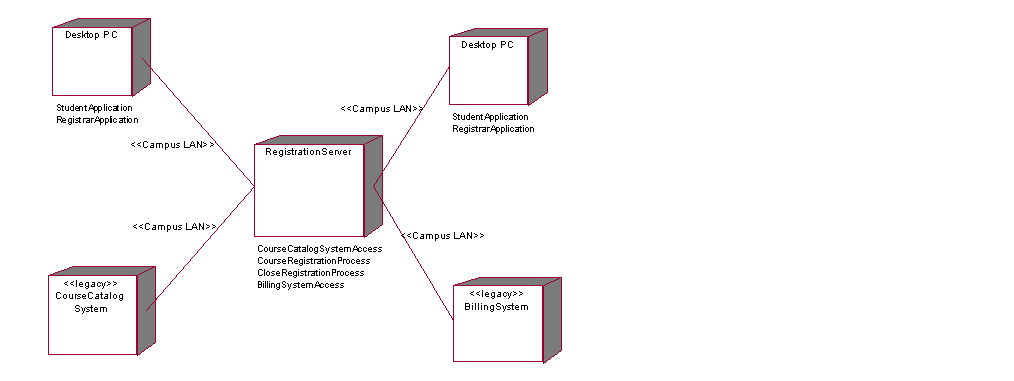 Desktop PC
StudentApplication
RegistrarApplication
Desktop PC
StudentApplication
RegistrarApplication
<<Campus LAN>>
<<Campus LAN>>
RegistrationServer
CourseCatalogSystemAccess
CourseRegistrationProcess
CloseRegistrationProcess
BillingSystemAccess
<<Campus LAN>>
<<Campus LAN>>
<<legacy>>
CourseCatalog
System
<<legacy>>
BillingSystem